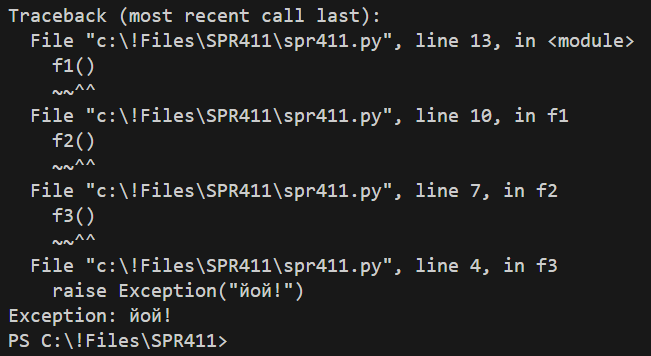 Traceback (most recent call last):
  File "c:\!Files\SPR411\spr411.py", line 13, in <module>
    f1()
    ~~^^
  File "c:\!Files\SPR411\spr411.py", line 10, in f1
    f2()
    ~~^^
  File "c:\!Files\SPR411\spr411.py", line 7, in f2
    f3()
    ~~^^
  File "c:\!Files\SPR411\spr411.py", line 4, in f3
    raise Exception("йой!")
Exception: йой!
PS C:\!Files\SPR411>